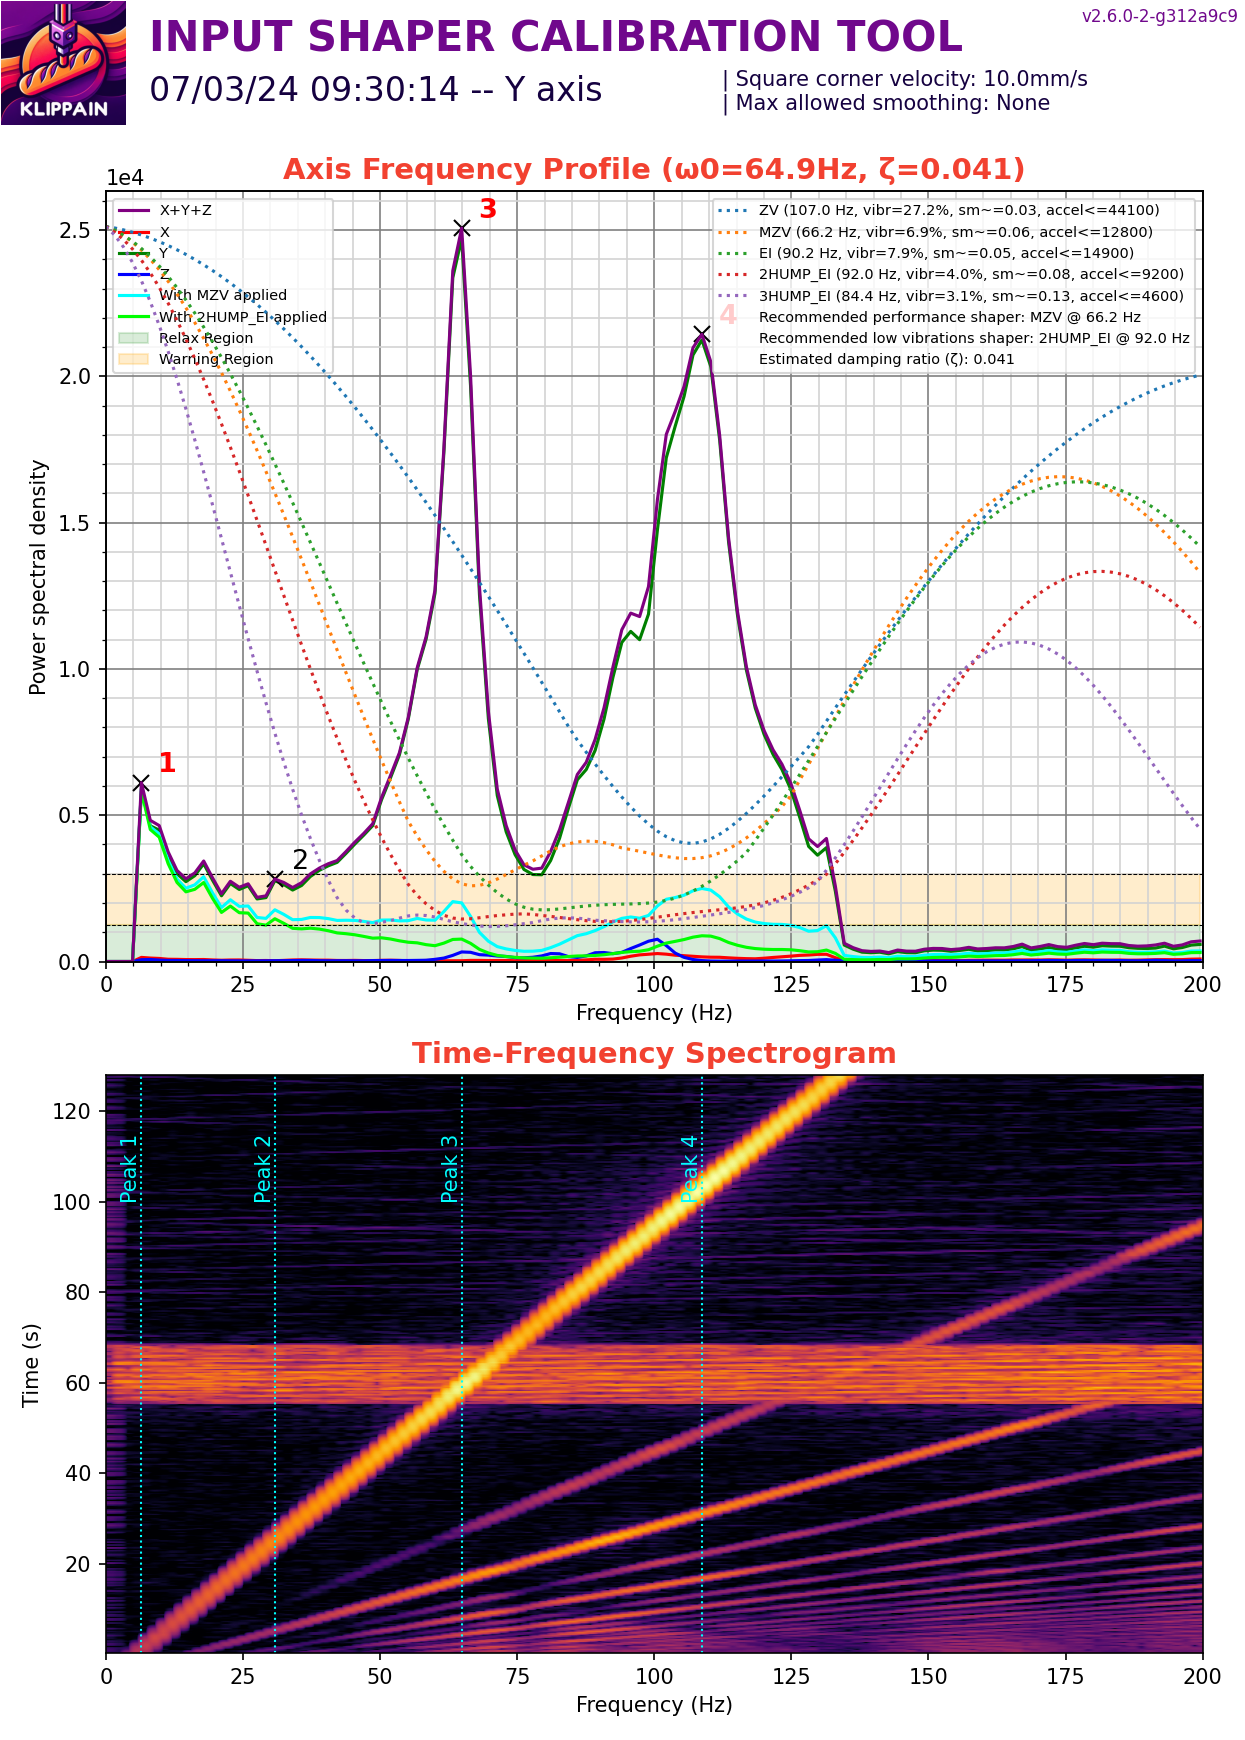 v2.6.0-2-g312a9c9
INPUT SHAPER CALIBRATION TOOL
KLIPPAIN
07/03/24 09:30:14 -- Y axis
| Square corner velocity: 10.0mm/s
| Max allowed smoothing: None
Axis Frequency Profile (ω0=64.9Hz, ζ=0.041)
1e4
X+Y+Z
X
Y
Z
With MZV applied
With 2HUMP_EI applied
Relax Region
Warning Region
ZV (107.0 Hz, vibr=27.2%, sm~=0.03, accel<=44100)
MZV (66.2 Hz, vibr=6.9%, sm~=0.06, accel<=12800)
EI (90.2 Hz, vibr=7.9%, sm~=0.05, accel<=14900)
2HUMP_EI (92.0 Hz, vibr=4.0%, sm~=0.08, accel<=9200)
3HUMP_EI (84.4 Hz, vibr=3.1%, sm~=0.13, accel<=4600)
Recommended performance shaper: MZV @ 66.2 Hz
Recommended low vibrations shaper: 2HUMP_EI @ 92.0 Hz
Estimated damping ratio (ζ): 0.041
3
4
1
2
Power spectral density
2.5
2.0
1.5
1.0
0.5
0.0
0 25 50 75 100 125 150 175 200
Frequency (Hz)
Time-Frequency Spectrogram
Peak 1
Peak 2
Peak 3
Peak 4
Time (s)
120
100
80
60
40
20
0 25 50 75 100 125 150 175 200
Frequency (Hz)